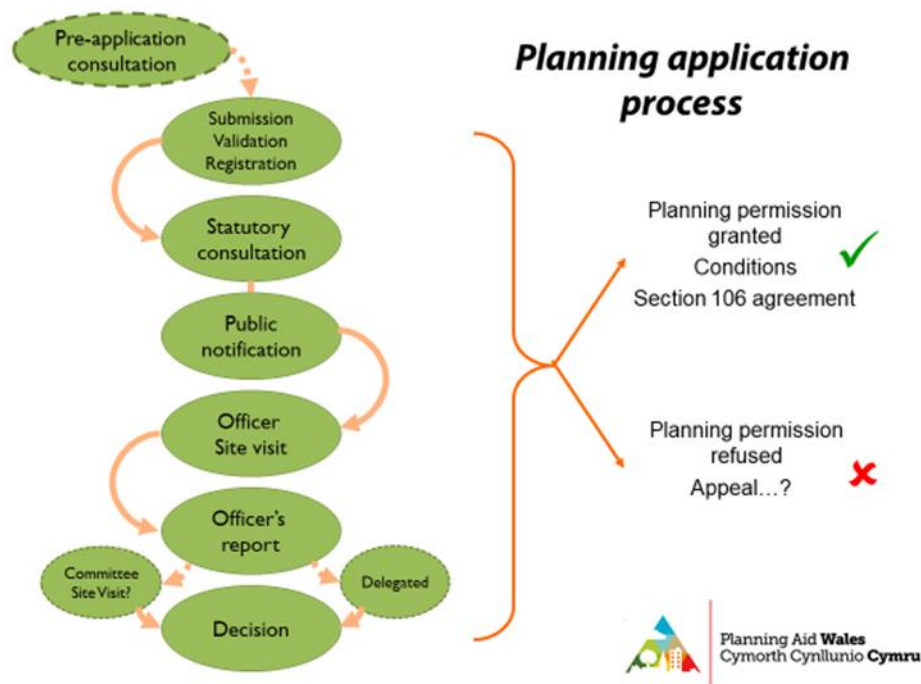 Planning application
process
Pre-application
consultation
Submission
Validation
Registration
Statutory
consultation
Public
notification
Officer
Site visit
Officer's
report
Committee
Site Visit?
Delegated
Decision
Planning permission
granted
Conditions
Section 106 agreement
Planning permission
refused
Appeal...?
Planning Aid Wales
Cymorth Cynllunio Cymru